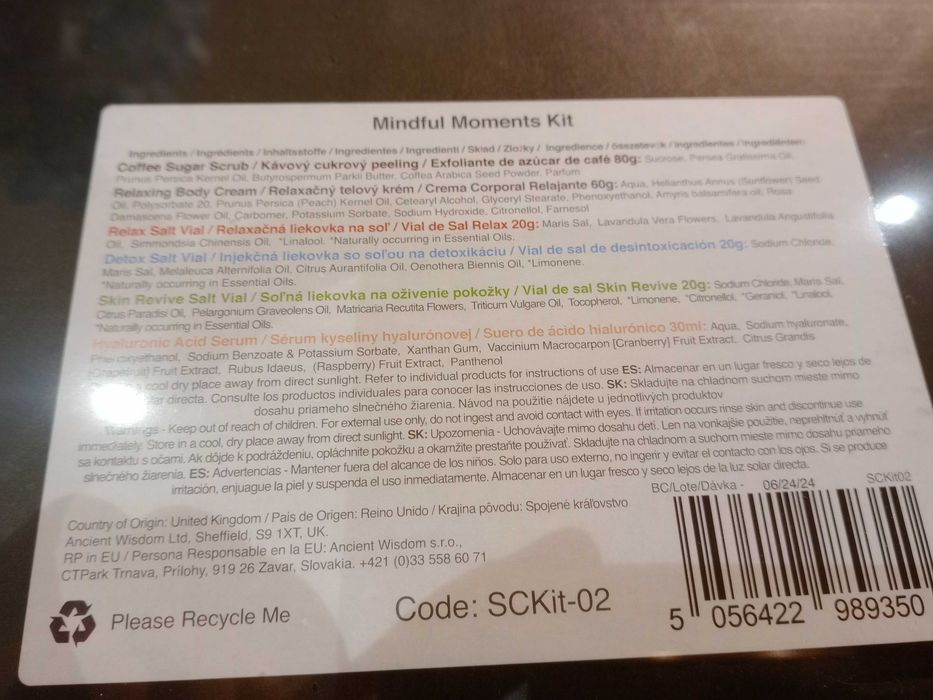 Mindful Moments Kit
Ingredients / Ingrédients / Inhaltsstoffe / Ingredientes / Ingredienti / Sklad / Zložky / Ingredience / összetevők / Ingredientes / Ingredienten:
Coffee Sugar Scrub / Kávový cukrový peeling / Exfoliante de azúcar de café 80g: Sucrose, Persea Gratissima Oil,
Prunus Persica Kernel Oil, Butyrospermum Parkii Butter, Coffea Arabica Seed Powder, Parfum
Relaxing Body Cream / Relaxačný telový krém / Crema Corporal Relajante 60g: Aqua, Helianthus Annus (Sunflower) Seed
Oil, Polysorbate 20, Prunus Persica (Peach) Kernel Oil, Cetearyl Alcohol, Glyceryl Stearate, Phenoxyethanol, Amyris balsamifera oil, Rosa
Damascena Flower Oil, Carbomer, Potassium Sorbate, Sodium Hydroxide, Citronellol, Farnesol
Relax Salt Vial / Relaxačná liekovka na soľ / Vial de Sal Relax 20g: Maris Sal, Lavandula Vera Flowers, Lavandula Angustifolia
Oil, Simmondsia Chinensis Oil, *Linalool. *Naturally occurring in Essential Oils.
Detox Salt Vial / Injekčná liekovka so soľou na detoxikáciu / Vial de sal de desintoxicación 20g: Sodium Chloride,
Maris Sal, Melaleuca Alternifolia Oil, Citrus Aurantifolia Oil, Oenothera Biennis Oil, *Limonene.
*Naturally occurring in Essential Oils.
Skin Revive Salt Vial / Soľná liekovka na oživenie pokožky / Vial de sal Skin Revive 20g: Sodium Chloride, Maris Sal,
Citrus Paradisi Oil, Pelargonium Graveolens Oil, Matricaria Recutita Flowers, Triticum Vulgare Oil, Tocopherol, *Limonene, *Citronellol, *Geraniol, *Linalool,
*Naturally occurring in Essential Oils.
Hyaluronic Acid Serum / Sérum kyseliny hyalurónovej / Suero de ácido hialurónico 30ml: Aqua, Sodium hyaluronate,
Phenoxyethanol, Sodium Benzoate & Potassium Sorbate, Xanthan Gum, Vaccinium Macrocarpon [Cranberry] Fruit Extract, Citrus Grandis
[Grapefruit] Fruit Extract, Rubus Idaeus, (Raspberry) Fruit Extract, Panthenol
cool dry place away from direct sunlight. Refer to individual products for instructions of use ES: Almacenar en un lugar fresco y seco lejos de
solar directa. Consulte los productos individuales para conocer las instrucciones de uso. SK: Skladujte na chladnom suchom mieste mimo
dosahu priameho slnečného žiarenia. Návod na použitie nájdete u jednotlivých produktov
Warnings - Keep out of reach of children. For external use only, do not ingest and avoid contact with eyes. If irritation occurs rinse skin and discontinue use
immediately. Store in a cool, dry place away from direct sunlight. SK: Upozornenia - Uchovávajte mimo dosahu detí. Len na vonkajšie použitie, neprehltnúť a vyhnúť
sa kontaktu s očami. Ak dôjde k podráždeniu, opláchnite pokožku a okamžite prestaňte používať. Skladujte na chladnom a suchom mieste mimo dosahu priameho
slnečného žiarenia. ES: Advertencias - Mantener fuera del alcance de los niños. Solo para uso externo, no ingerir y evitar el contacto con los ojos. Si se produce
irritación, enjuague la piel y suspenda el uso inmediatamente. Almacenar en un lugar fresco y seco lejos de la luz solar directa.
BC/Lote/Dávka - 06/24/24 SCKit02
Country of Origin: United Kingdom / Pais de Origen: Reino Unido / Krajina pôvodu: Spojené kráľovstvo
Ancient Wisdom Ltd, Sheffield, S9 1XT, UK.
RP in EU / Persona Responsable en la EU: Ancient Wisdom s.r.o.,
CTPark Trnava, Prílohy, 919 26 Zavar, Slovakia. +421 (0)33 558 60 71
Please Recycle Me
Code: SCKit-02
5 056422 989350